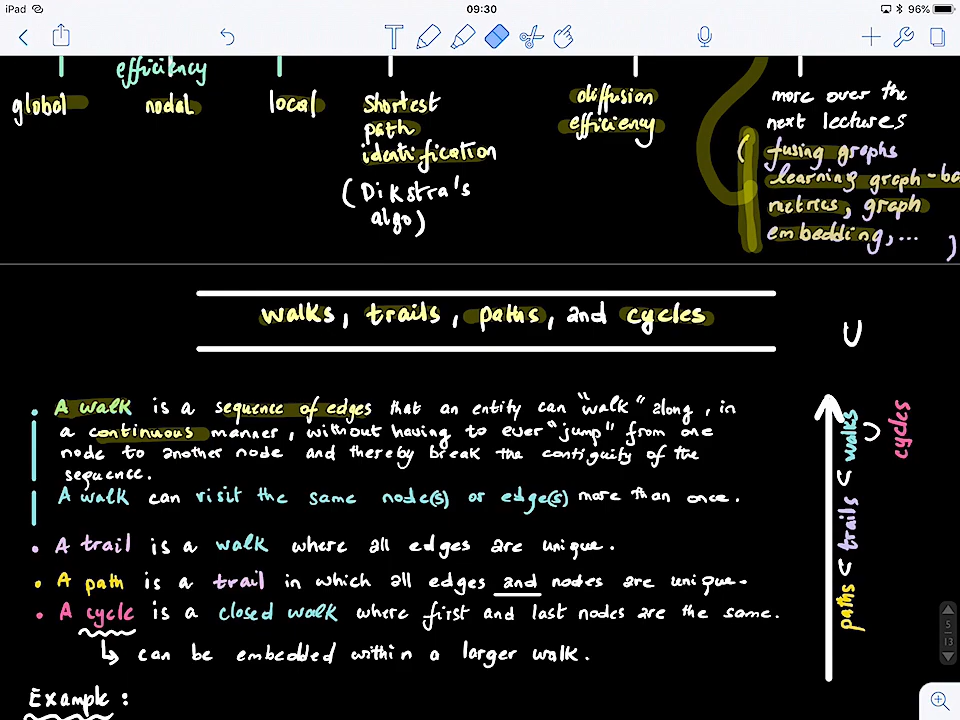 iPad
09:30
96%
T
efficiency
global
nodal
local
Shortest
path
identification
(Dikstra's
algo)
diffusion
efficiency
more over the
next lectures
( fusing graphs
learning graph-ba
metrics, graph
embedding, ... )
walks, trails, paths, and cycles
• A walk is a sequence of edges that an entity can "walk" along, in
a continuous manner, without having to ever "jump" from one
node to another node and thereby break the contiguity of the
sequence.
A walk can visit the same node(s) or edge(s) more than once.
• A trail is a walk where all edges are unique.
• A path is a trail in which all edges and nodes are unique.
• A cycle is a closed walk where first and last nodes are the same.
↳ can be embedded within a larger walk.
Example:
paths ⊂ trails ⊂ walks
∪
cycles
∪
5
13